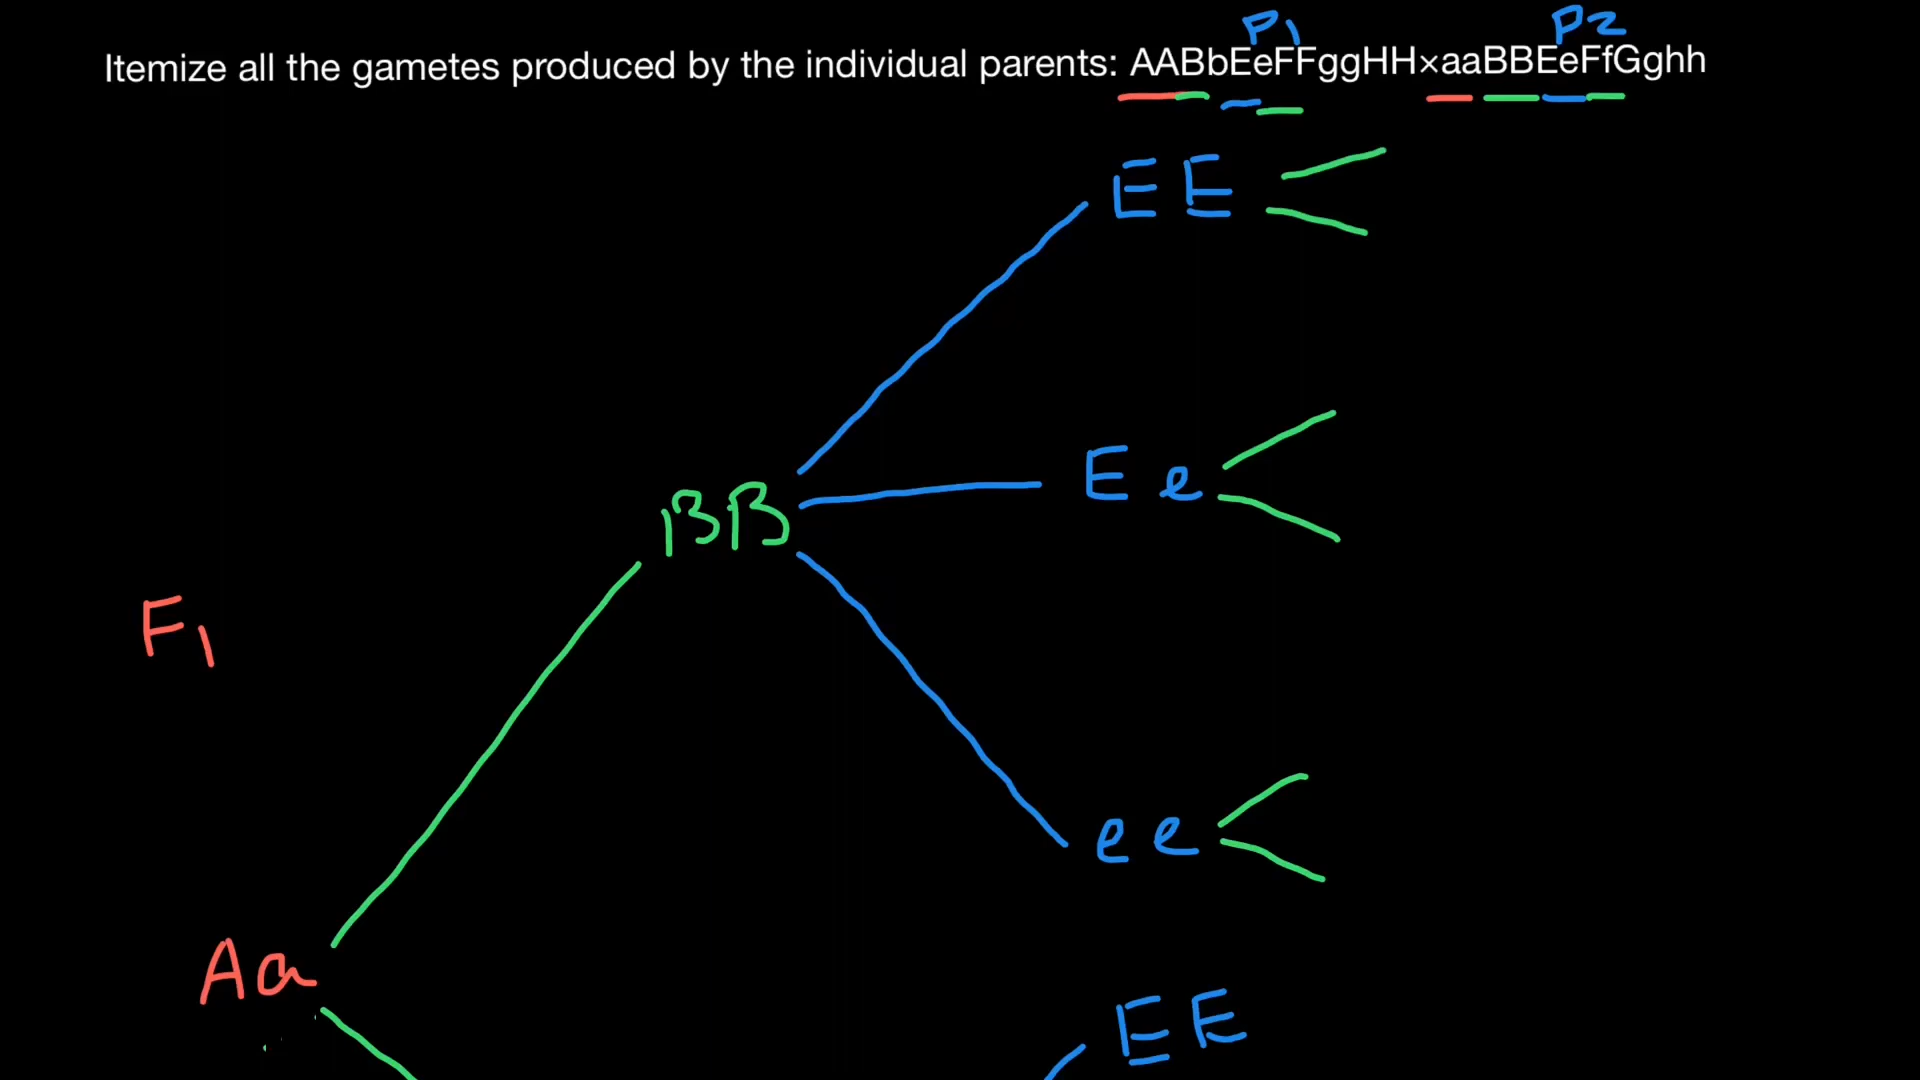 P1 P2
Itemize all the gametes produced by the individual parents: AABbEeFFggHH×aaBBEeFfGghh
EE
Ee
BB
F1
ee
Aa
EE